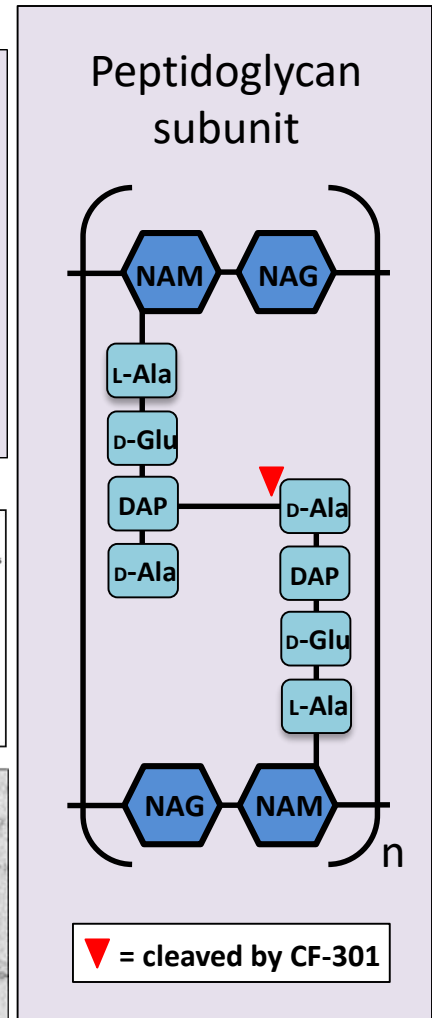 Peptidoglycan
subunit
NAM NAG
L-Ala
D-Glu
DAP D-Ala
D-Ala DAP
D-Glu
L-Ala
NAG NAM
n
= cleaved by CF-301